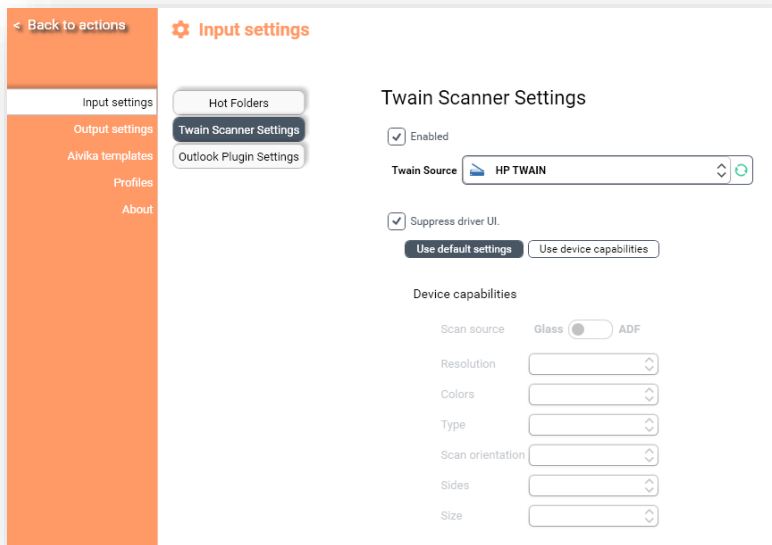 < Back to actions
Input settings
Input settings
Output settings
Aivika templates
Profiles
About
Hot Folders
Twain Scanner Settings
Outlook Plugin Settings
Twain Scanner Settings
Enabled
Twain Source HP TWAIN
Suppress driver UI.
Use default settings Use device capabilities
Device capabilities
Scan source Glass ADF
Resolution
Colors
Type
Scan orientation
Sides
Size